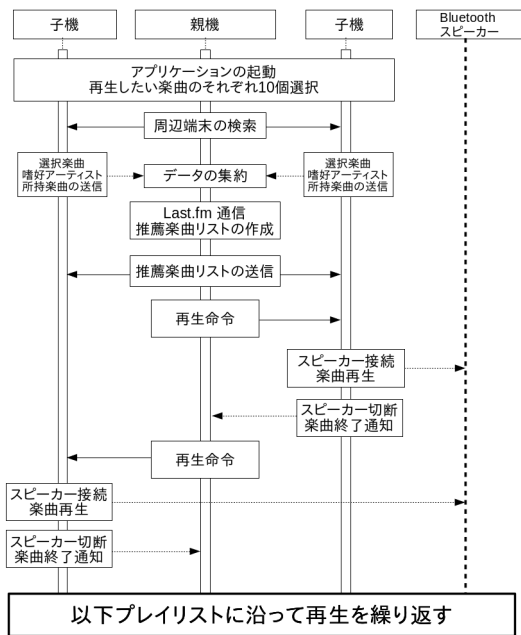 子機
親機
子機
Bluetooth
スピーカー
アプリケーションの起動
再生したい楽曲のそれぞれ10個選択
周辺端末の検索
選択楽曲
嗜好アーティスト
所持楽曲の送信
データの集約
選択楽曲
嗜好アーティスト
所持楽曲の送信
Last.fm 通信
推薦楽曲リストの作成
推薦楽曲リストの送信
再生命令
スピーカー接続
楽曲再生
スピーカー切断
楽曲終了通知
再生命令
スピーカー接続
楽曲再生
スピーカー切断
楽曲終了通知
以下プレイリストに沿って再生を繰り返す